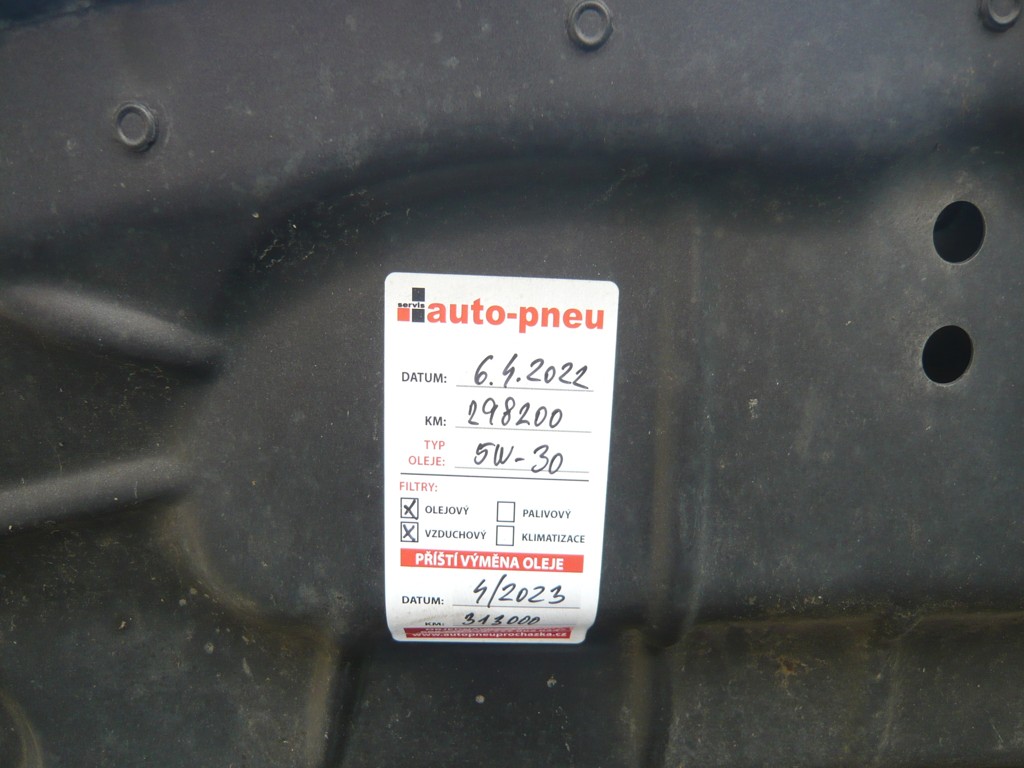 servis auto-pneu
DATUM: 6.4.2022
KM: 298200
TYP
OLEJE: 5W-30
FILTRY:
OLEJOVÝ PALIVOVÝ
VZDUCHOVÝ KLIMATIZACE
PŘÍŠTÍ VÝMĚNA OLEJE
DATUM: 4/2023
KM: 313000
www.autopneuprochazka.cz